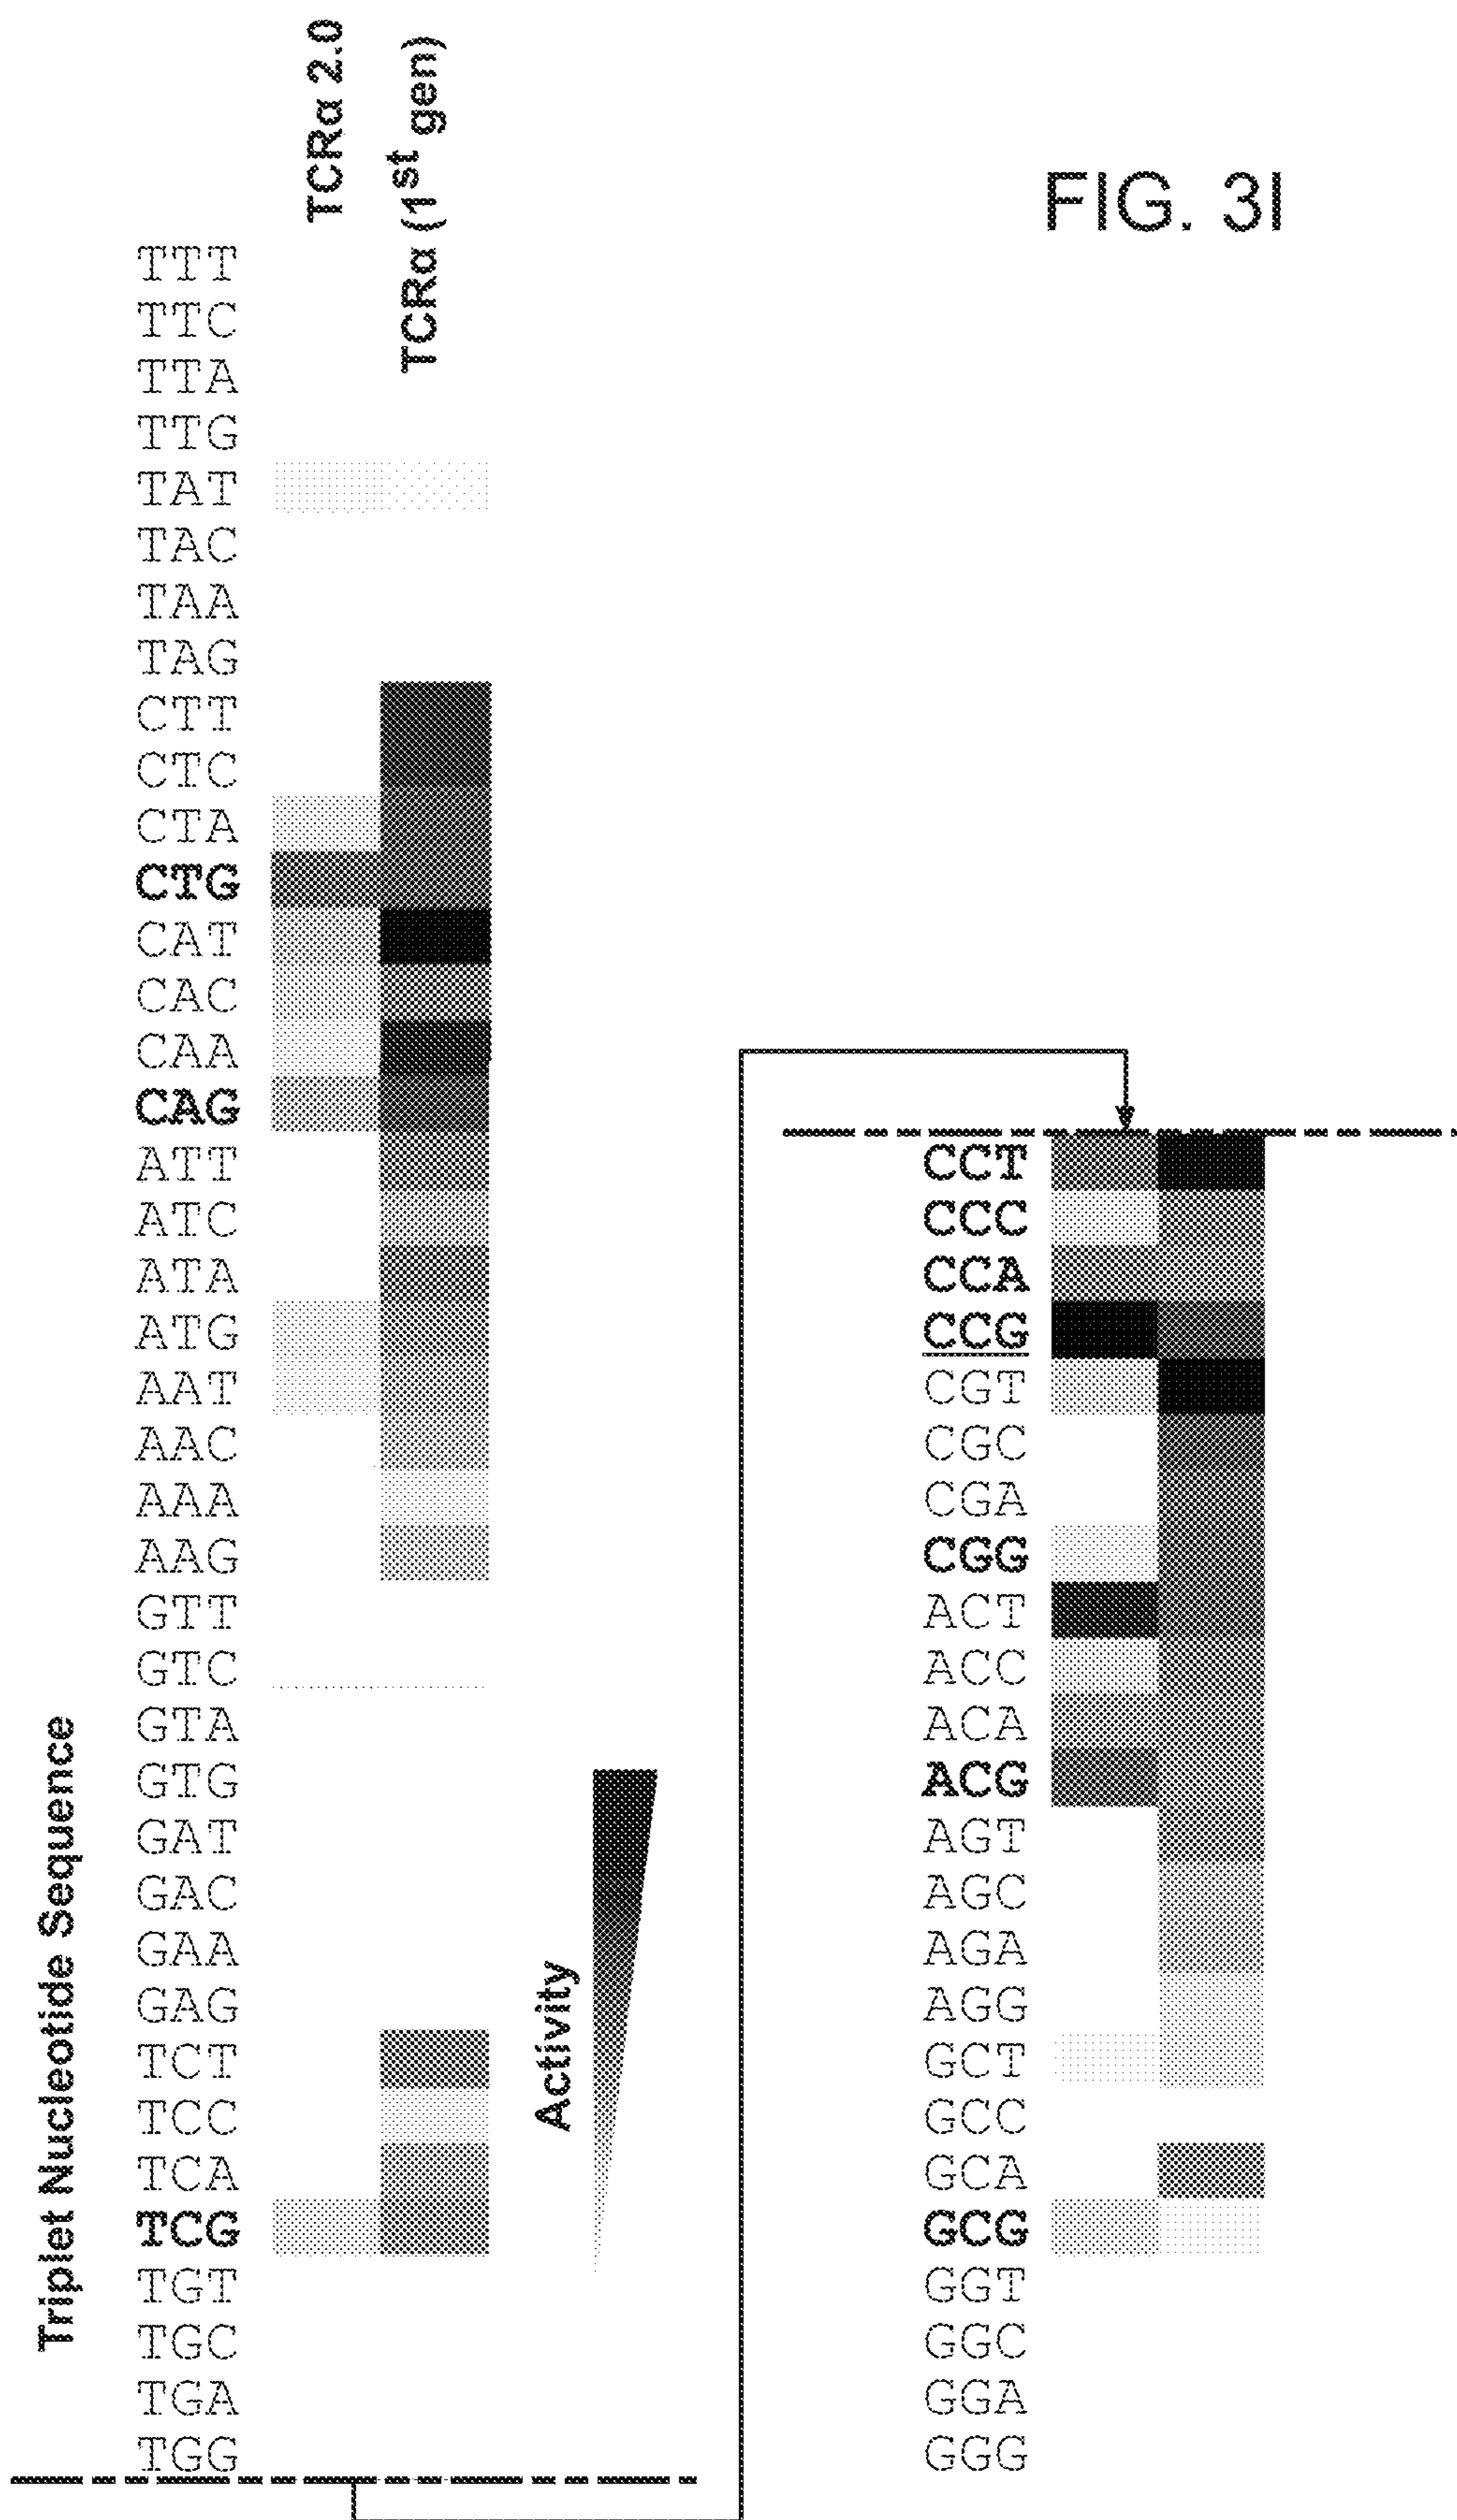 TCRα 2.0
TCRα (1st gen)
FIG. 3I
Triplet Nucleotide Sequence
TTT
TTC
TTA
TTG
TAT
TAC
TAA
TAG
CTT
CTC
CTA
CTG
CAT
CAC
CAA
CAG
ATT
ATC
ATA
ATG
AAT
AAC
AAA
AAG
GTT
GTC
GTA
GTG
GAT
GAC
GAA
GAG
TCT
TCC
TCA
TCG
TGT
TGC
TGA
TGG
Activity
CCT
CCC
CCA
CCG
CGT
CGC
CGA
CGG
ACT
ACC
ACA
ACG
AGT
AGC
AGA
AGG
GCT
GCC
GCA
GCG
GGT
GGC
GGA
GGG